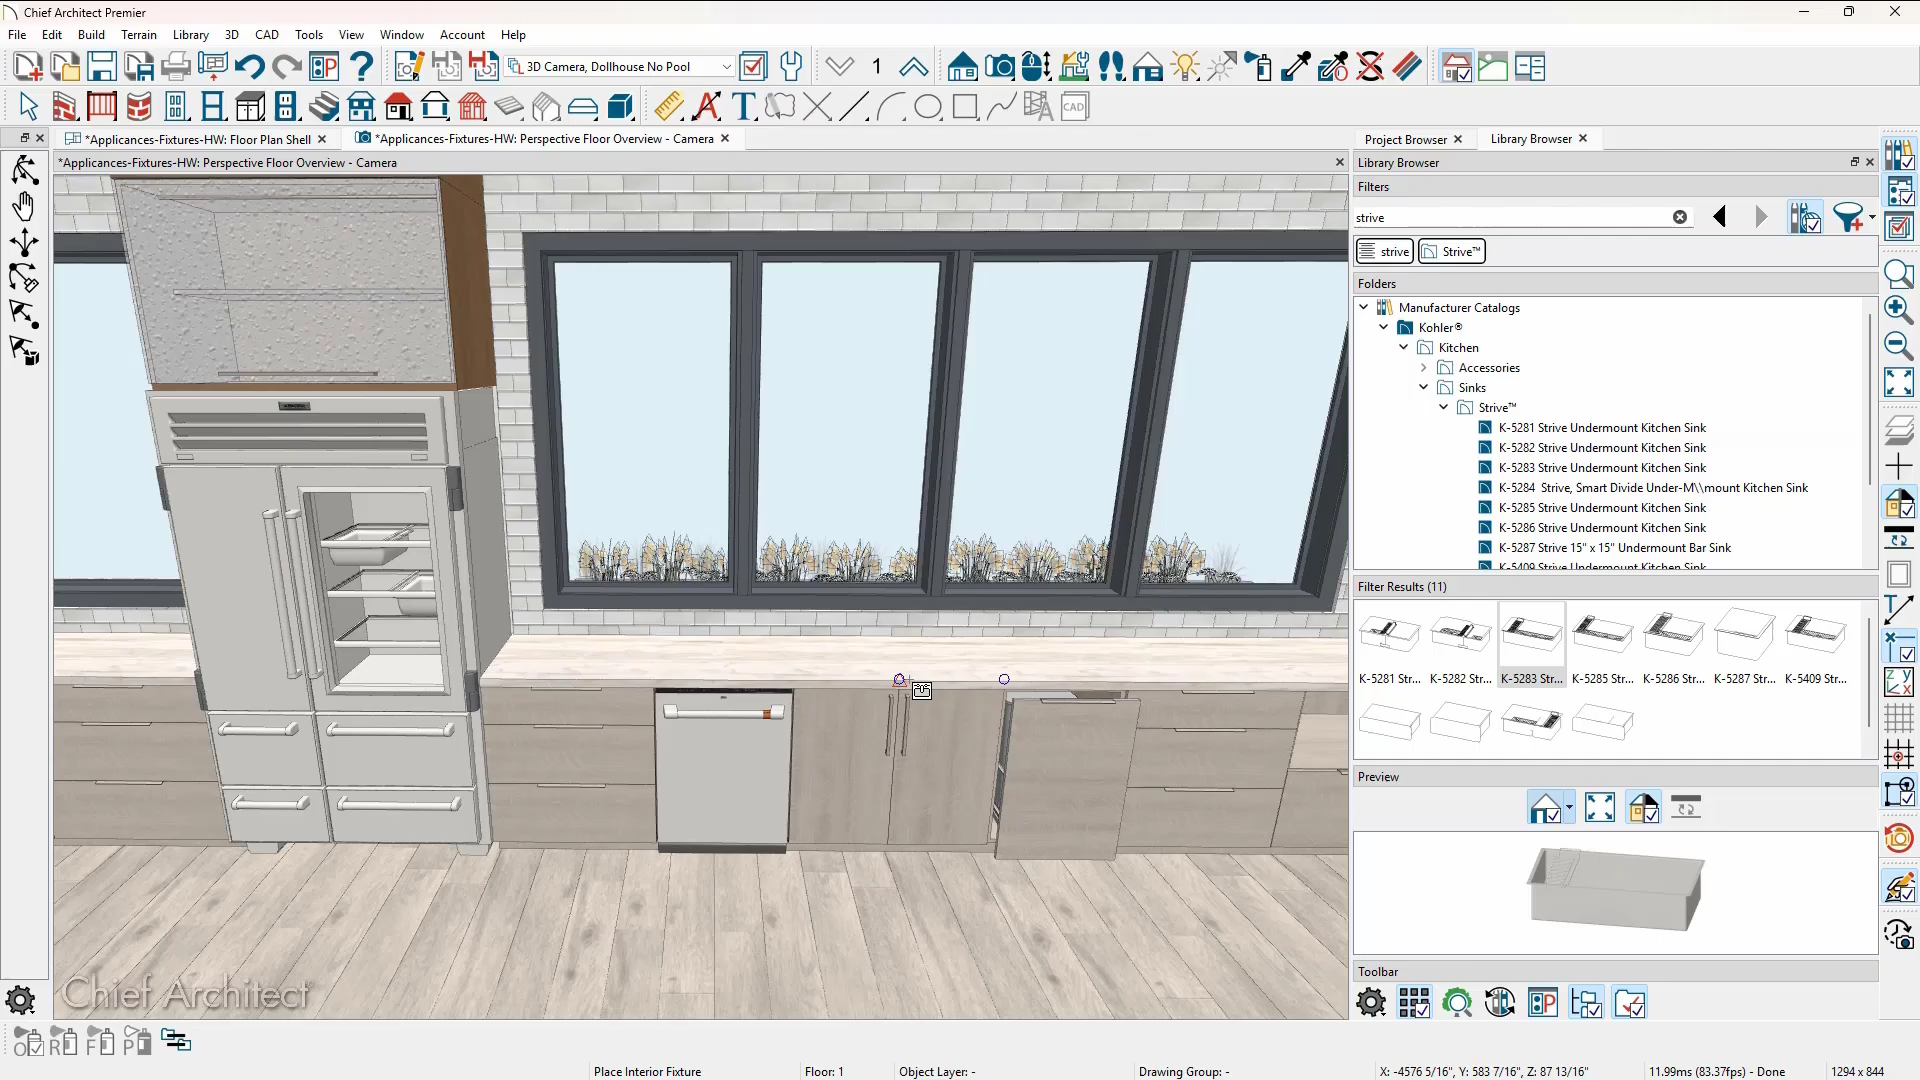 Chief Architect Premier
File Edit Build Terrain Library 3D CAD Tools View Window Account Help
3D Camera, Dollhouse No Pool
1
CAD
*Applicances-Fixtures-HW: Floor Plan Shell
*Applicances-Fixtures-HW: Perspective Floor Overview - Camera
Project Browser
Library Browser
*Applicances-Fixtures-HW: Perspective Floor Overview - Camera
Library Browser
Filters
strive
strive
Strive™
Folders
Manufacturer Catalogs
Kohler®
Kitchen
Accessories
Sinks
Strive™
K-5281 Strive Undermount Kitchen Sink
K-5282 Strive Undermount Kitchen Sink
K-5283 Strive Undermount Kitchen Sink
K-5284  Strive, Smart Divide Under-M\\mount Kitchen Sink
K-5285 Strive Undermount Kitchen Sink
K-5286 Strive Undermount Kitchen Sink
K-5287 Strive 15" x 15" Undermount Bar Sink
K-5409 Strive Undermount Kitchen Sink
Filter Results (11)
K-5281 Str... K-5282 Str... K-5283 Str... K-5285 Str... K-5286 Str... K-5287 Str... K-5409 Str...
Preview
Toolbar
Chief Architect
O R F P
Place Interior Fixture
Floor: 1
Object Layer: -
Drawing Group: -
X: -4576 5/16", Y: 583 7/16", Z: 87 13/16"
11.99ms (83.37fps) - Done
1294 x 844